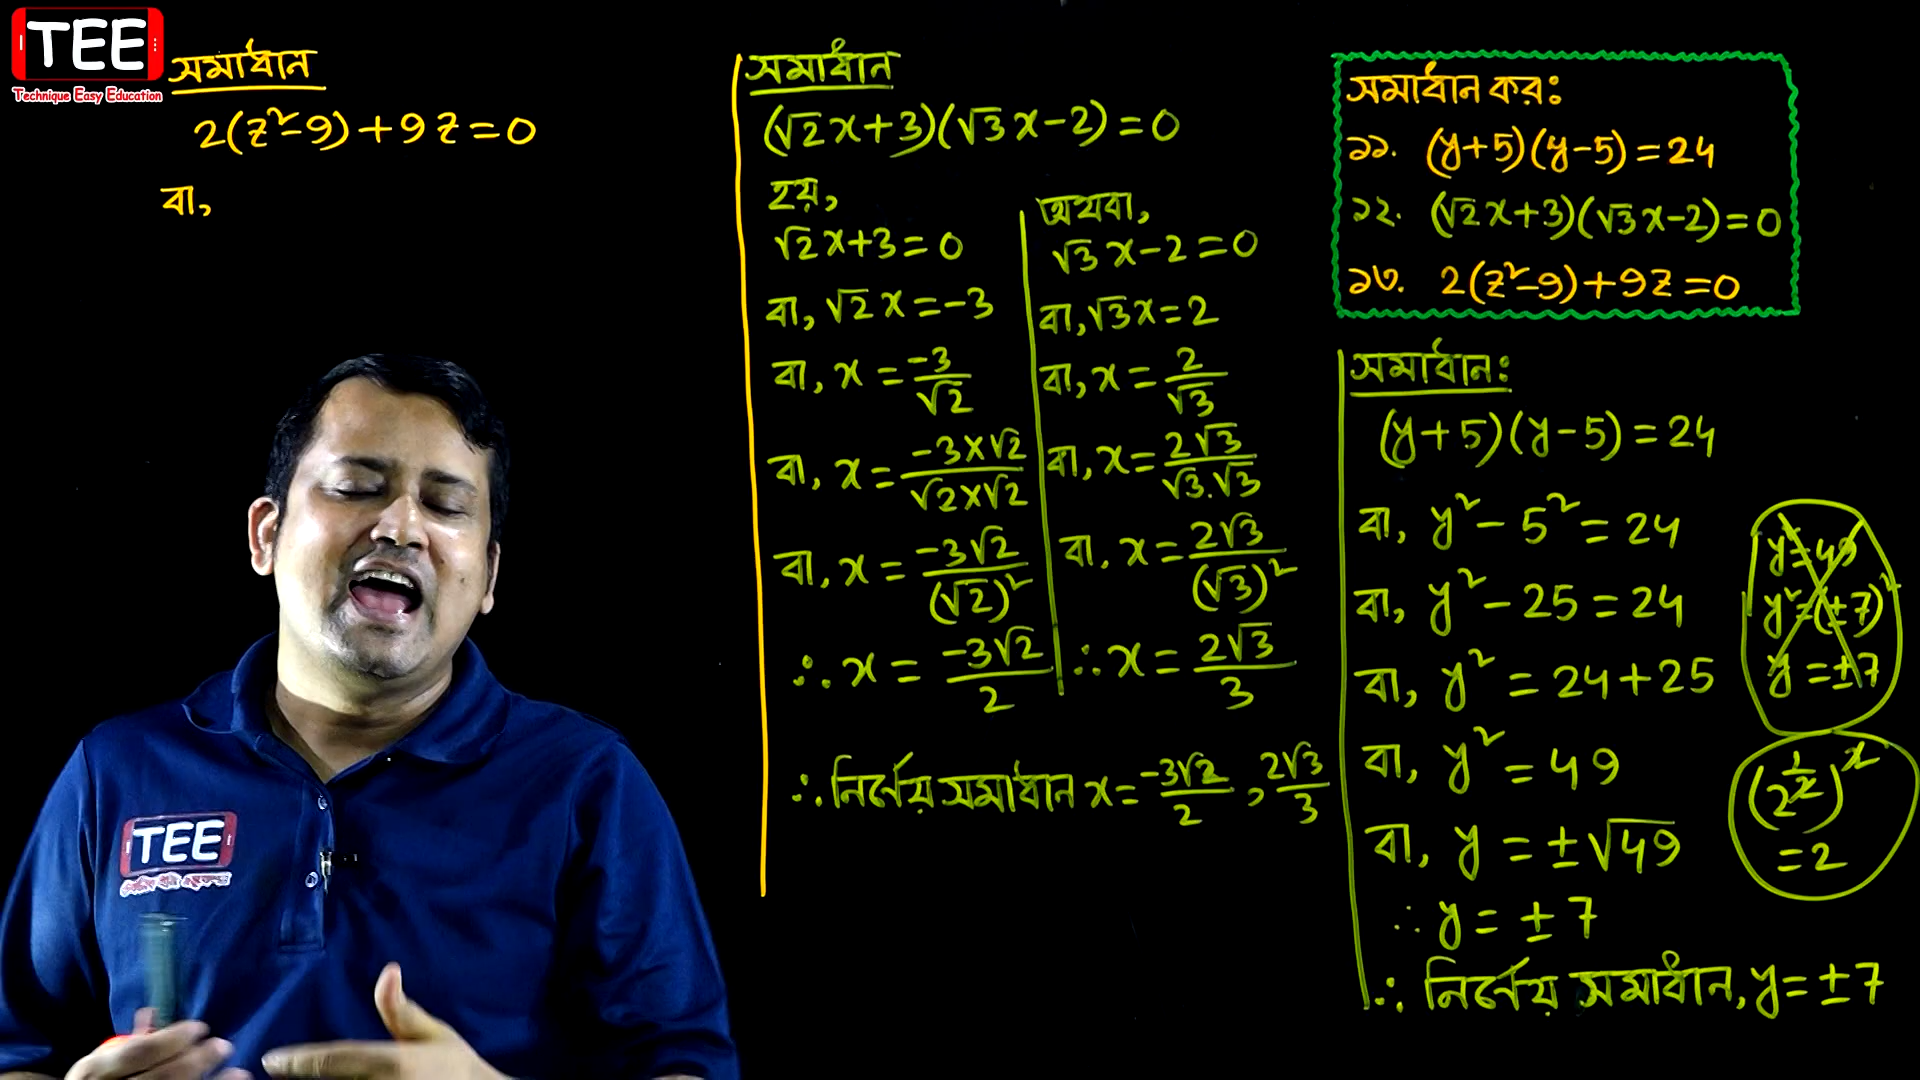 TEE
Technique Easy Education
সমাধান
2(z²-9)+9z=0
বা,
সমাধান
(√2x+3)(√3x-2)=0
হয়,
√2x+3=0
বা, √2x=-3
বা, x = -3/√2
বা, x = -3×√2/√2×√2
বা, x = -3√2/(√2)²
∴ x = -3√2/2
অথবা,
√3x-2=0
বা, √3x=2
বা, x = 2/√3
বা, x = 2√3/√3.√3
বা, x = 2√3/(√3)²
∴ x = 2√3/3
∴ নির্ণেয় সমাধান x = -3√2/2, 2√3/3
সমাধান কর:
১১. (y+5)(y-5)=24
১২. (√2x+3)(√3x-2)=0
১৩. 2(z²-9)+9z=0
সমাধান:
(y+5)(y-5)=24
বা, y²-5²=24
বা, y²-25=24
বা, y²=24+25
বা, y²=49
বা, y=±√49
∴ y=±7
∴ নির্ণেয় সমাধান, y=±7
y²=49
y²=(±7)²
y=±7
(2^(1/2))^2
=2
TEE